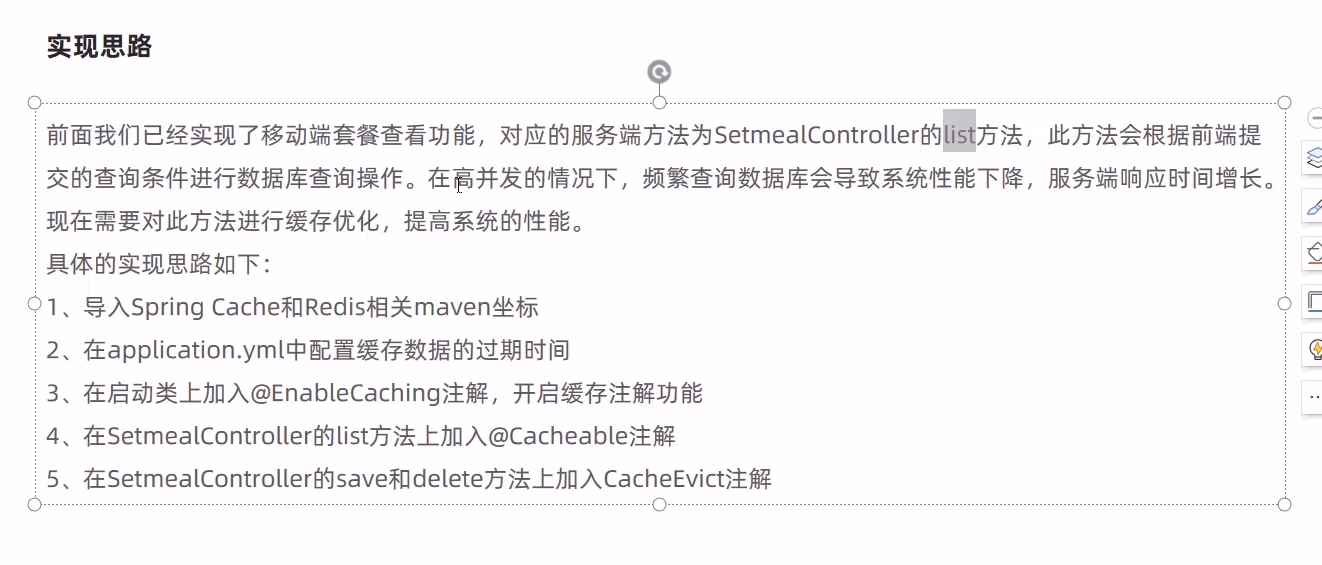 实现思路
前面我们已经实现了移动端套餐查看功能，对应的服务端方法为SetmealController的list方法，此方法会根据前端提
交的查询条件进行数据库查询操作。在高并发的情况下，频繁查询数据库会导致系统性能下降，服务端响应时间增长。
现在需要对此方法进行缓存优化，提高系统的性能。
具体的实现思路如下：
1、导入Spring Cache和Redis相关maven坐标
2、在application.yml中配置缓存数据的过期时间
3、在启动类上加入@EnableCaching注解，开启缓存注解功能
4、在SetmealController的list方法上加入@Cacheable注解
5、在SetmealController的save和delete方法上加入CacheEvict注解